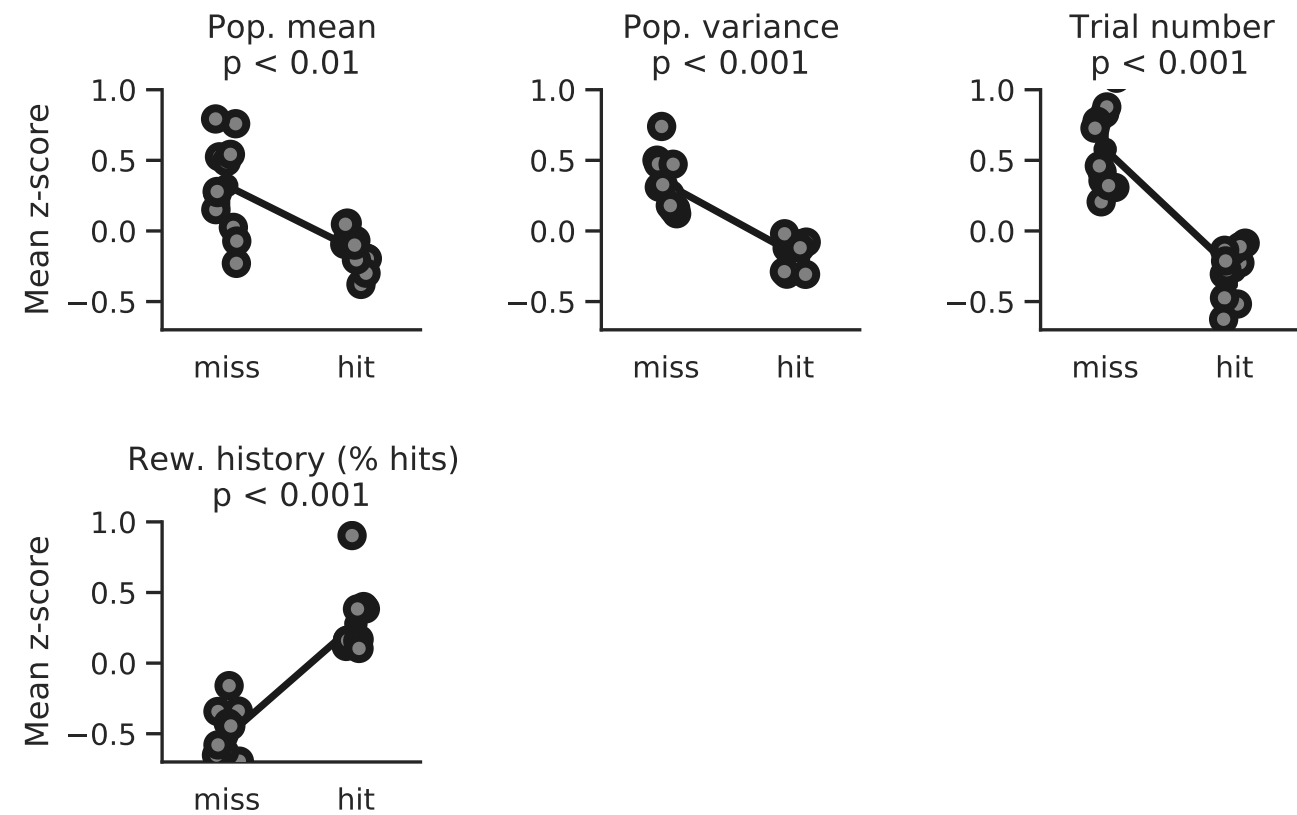 Pop. mean
p < 0.01
Pop. variance
p < 0.001
Trial number
p < 0.001
Mean z-score
1.0
0.5
0.0
−0.5
miss hit
1.0
0.5
0.0
−0.5
miss hit
1.0
0.5
0.0
−0.5
miss hit
Rew. history (% hits)
p < 0.001
Mean z-score
1.0
0.5
0.0
−0.5
miss hit